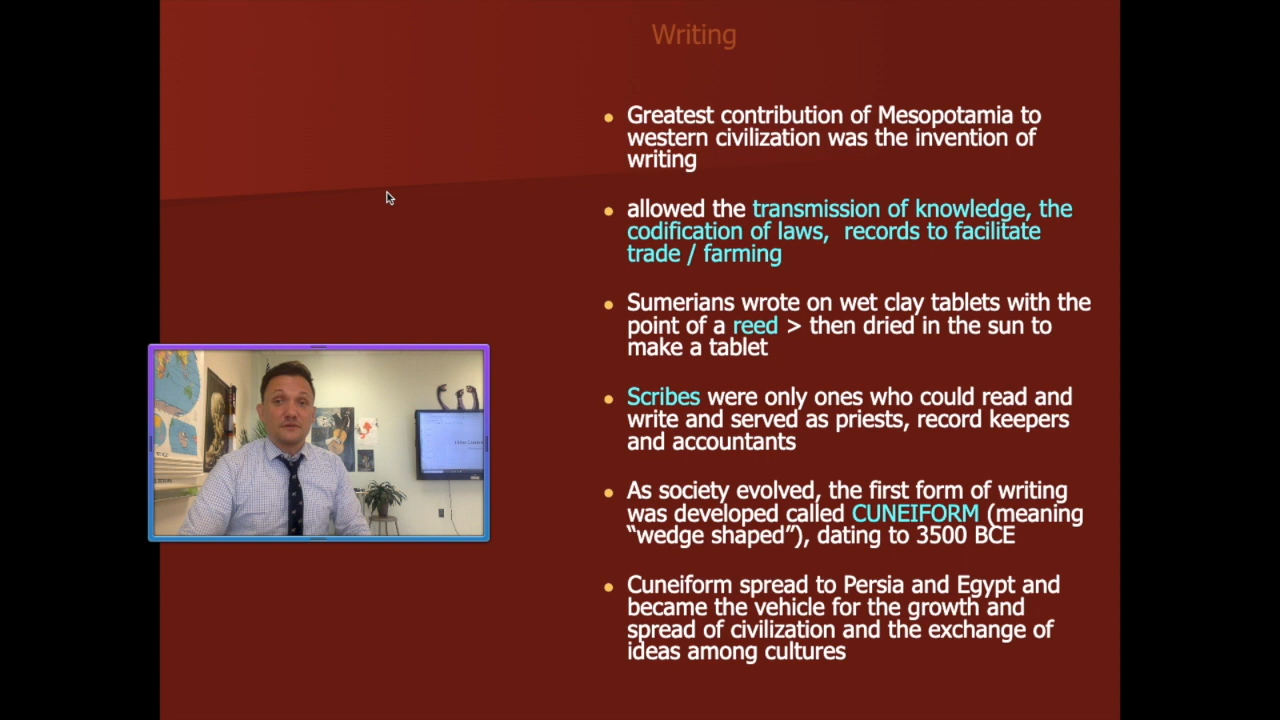 Writing
• Greatest contribution of Mesopotamia to
western civilization was the invention of
writing
• allowed the transmission of knowledge, the
codification of laws,  records to facilitate
trade / farming
• Sumerians wrote on wet clay tablets with the
point of a reed > then dried in the sun to
make a tablet
• Scribes were only ones who could read and
write and served as priests, record keepers
and accountants
• As society evolved, the first form of writing
was developed called CUNEIFORM (meaning
“wedge shaped”), dating to 3500 BCE
• Cuneiform spread to Persia and Egypt and
became the vehicle for the growth and
spread of civilization and the exchange of
ideas among cultures